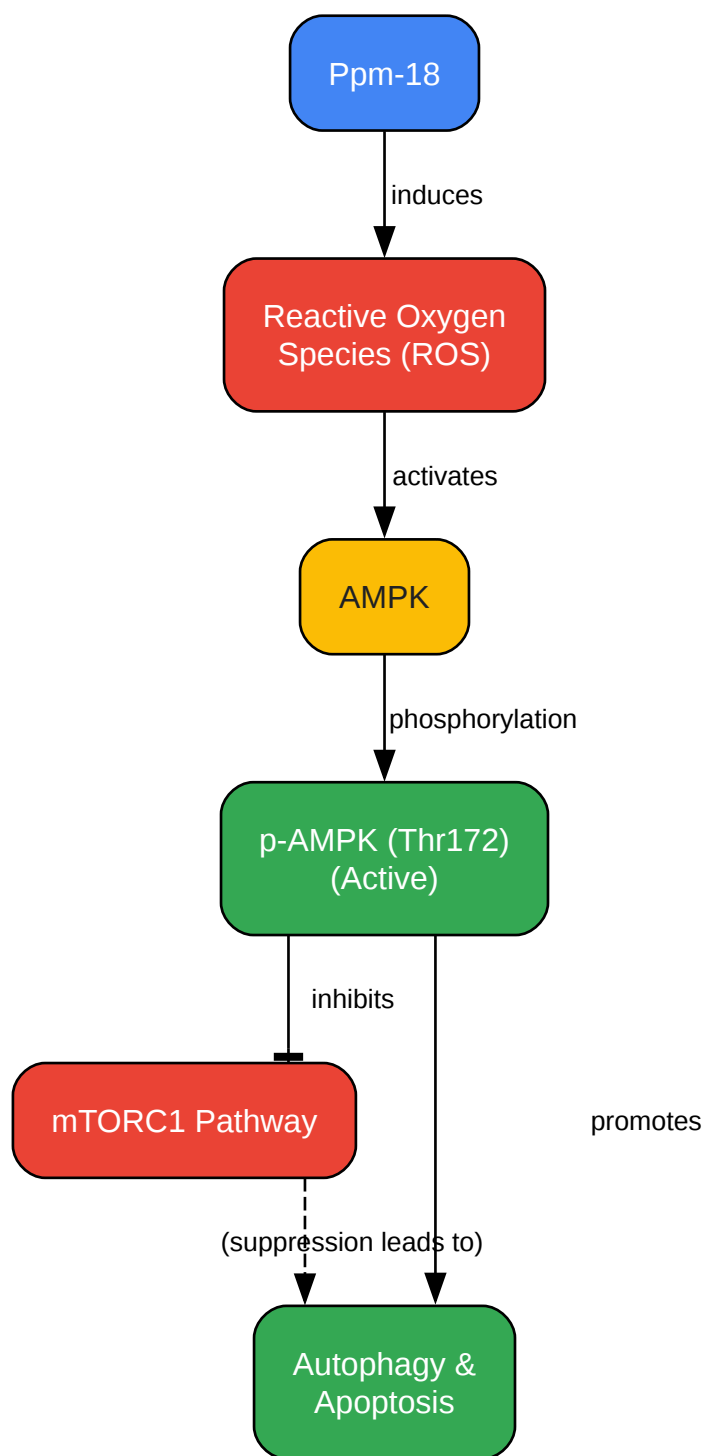 Ppm-18
induces
Reactive Oxygen
Species (ROS)
activates
AMPK
phosphorylation
p-AMPK (Thr172)
(Active)
inhibits
mTORC1 Pathway
promotes
(suppression leads to)
Autophagy &
Apoptosis